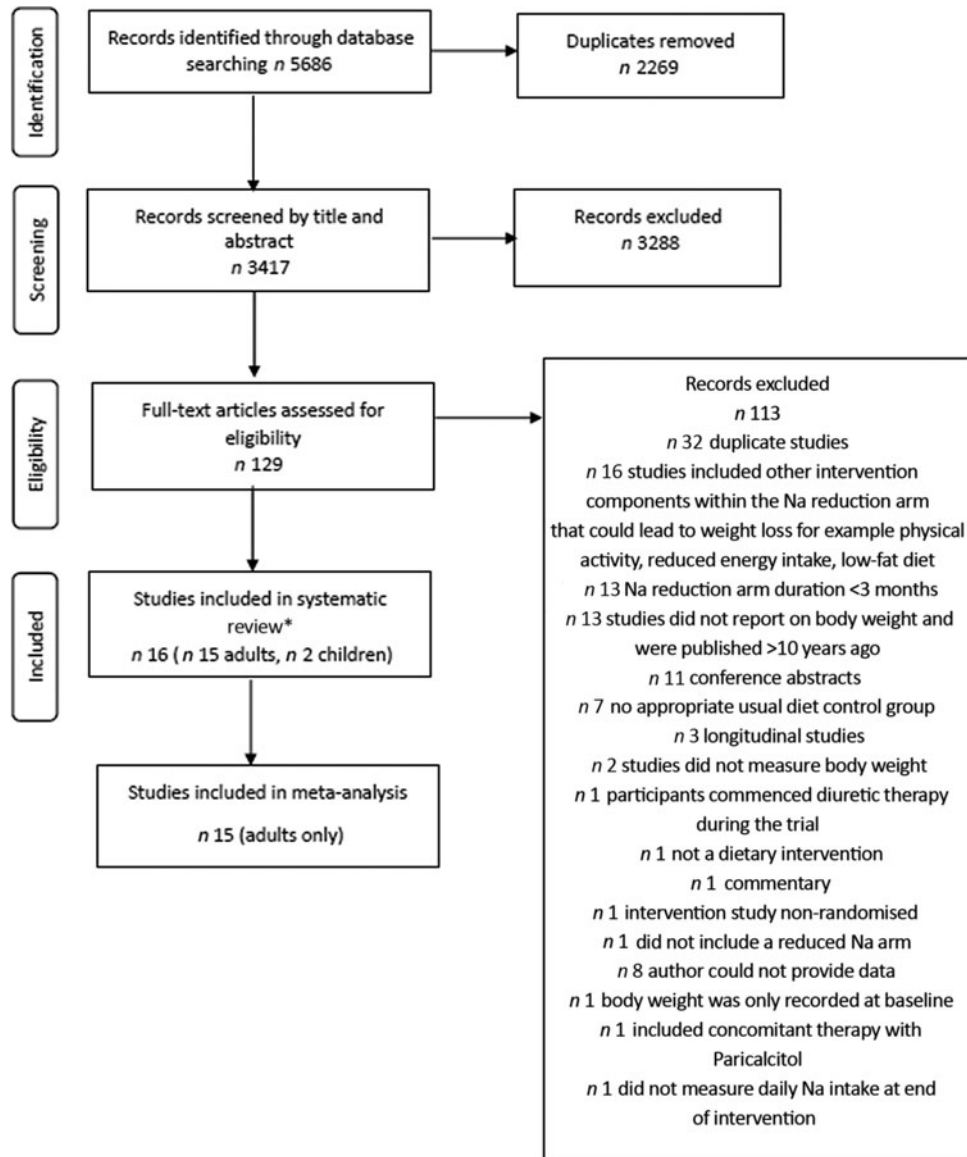 Identification
Records identified through database
searching n 5686
Duplicates removed
n 2269
Screening
Records screened by title and
abstract
n 3417
Records excluded
n 3288
Eligibility
Full-text articles assessed for
eligibility
n 129
Records excluded
n 113
n 32 duplicate studies
n 16 studies included other intervention
components within the Na reduction arm
that could lead to weight loss for example physical
activity, reduced energy intake, low-fat diet
n 13 Na reduction arm duration <3 months
n 13 studies did not report on body weight and
were published >10 years ago
n 11 conference abstracts
n 7 no appropriate usual diet control group
n 3 longitudinal studies
n 2 studies did not measure body weight
n 1 participants commenced diuretic therapy
during the trial
n 1 not a dietary intervention
n 1 commentary
n 1 intervention study non-randomised
n 1 did not include a reduced Na arm
n 8 author could not provide data
n 1 body weight was only recorded at baseline
n 1 included concomitant therapy with
Paricalcitol
n 1 did not measure daily Na intake at end
of intervention
Included
Studies included in systematic
review*
n 16 ( n 15 adults, n 2 children)
Studies included in meta-analysis
n 15 (adults only)